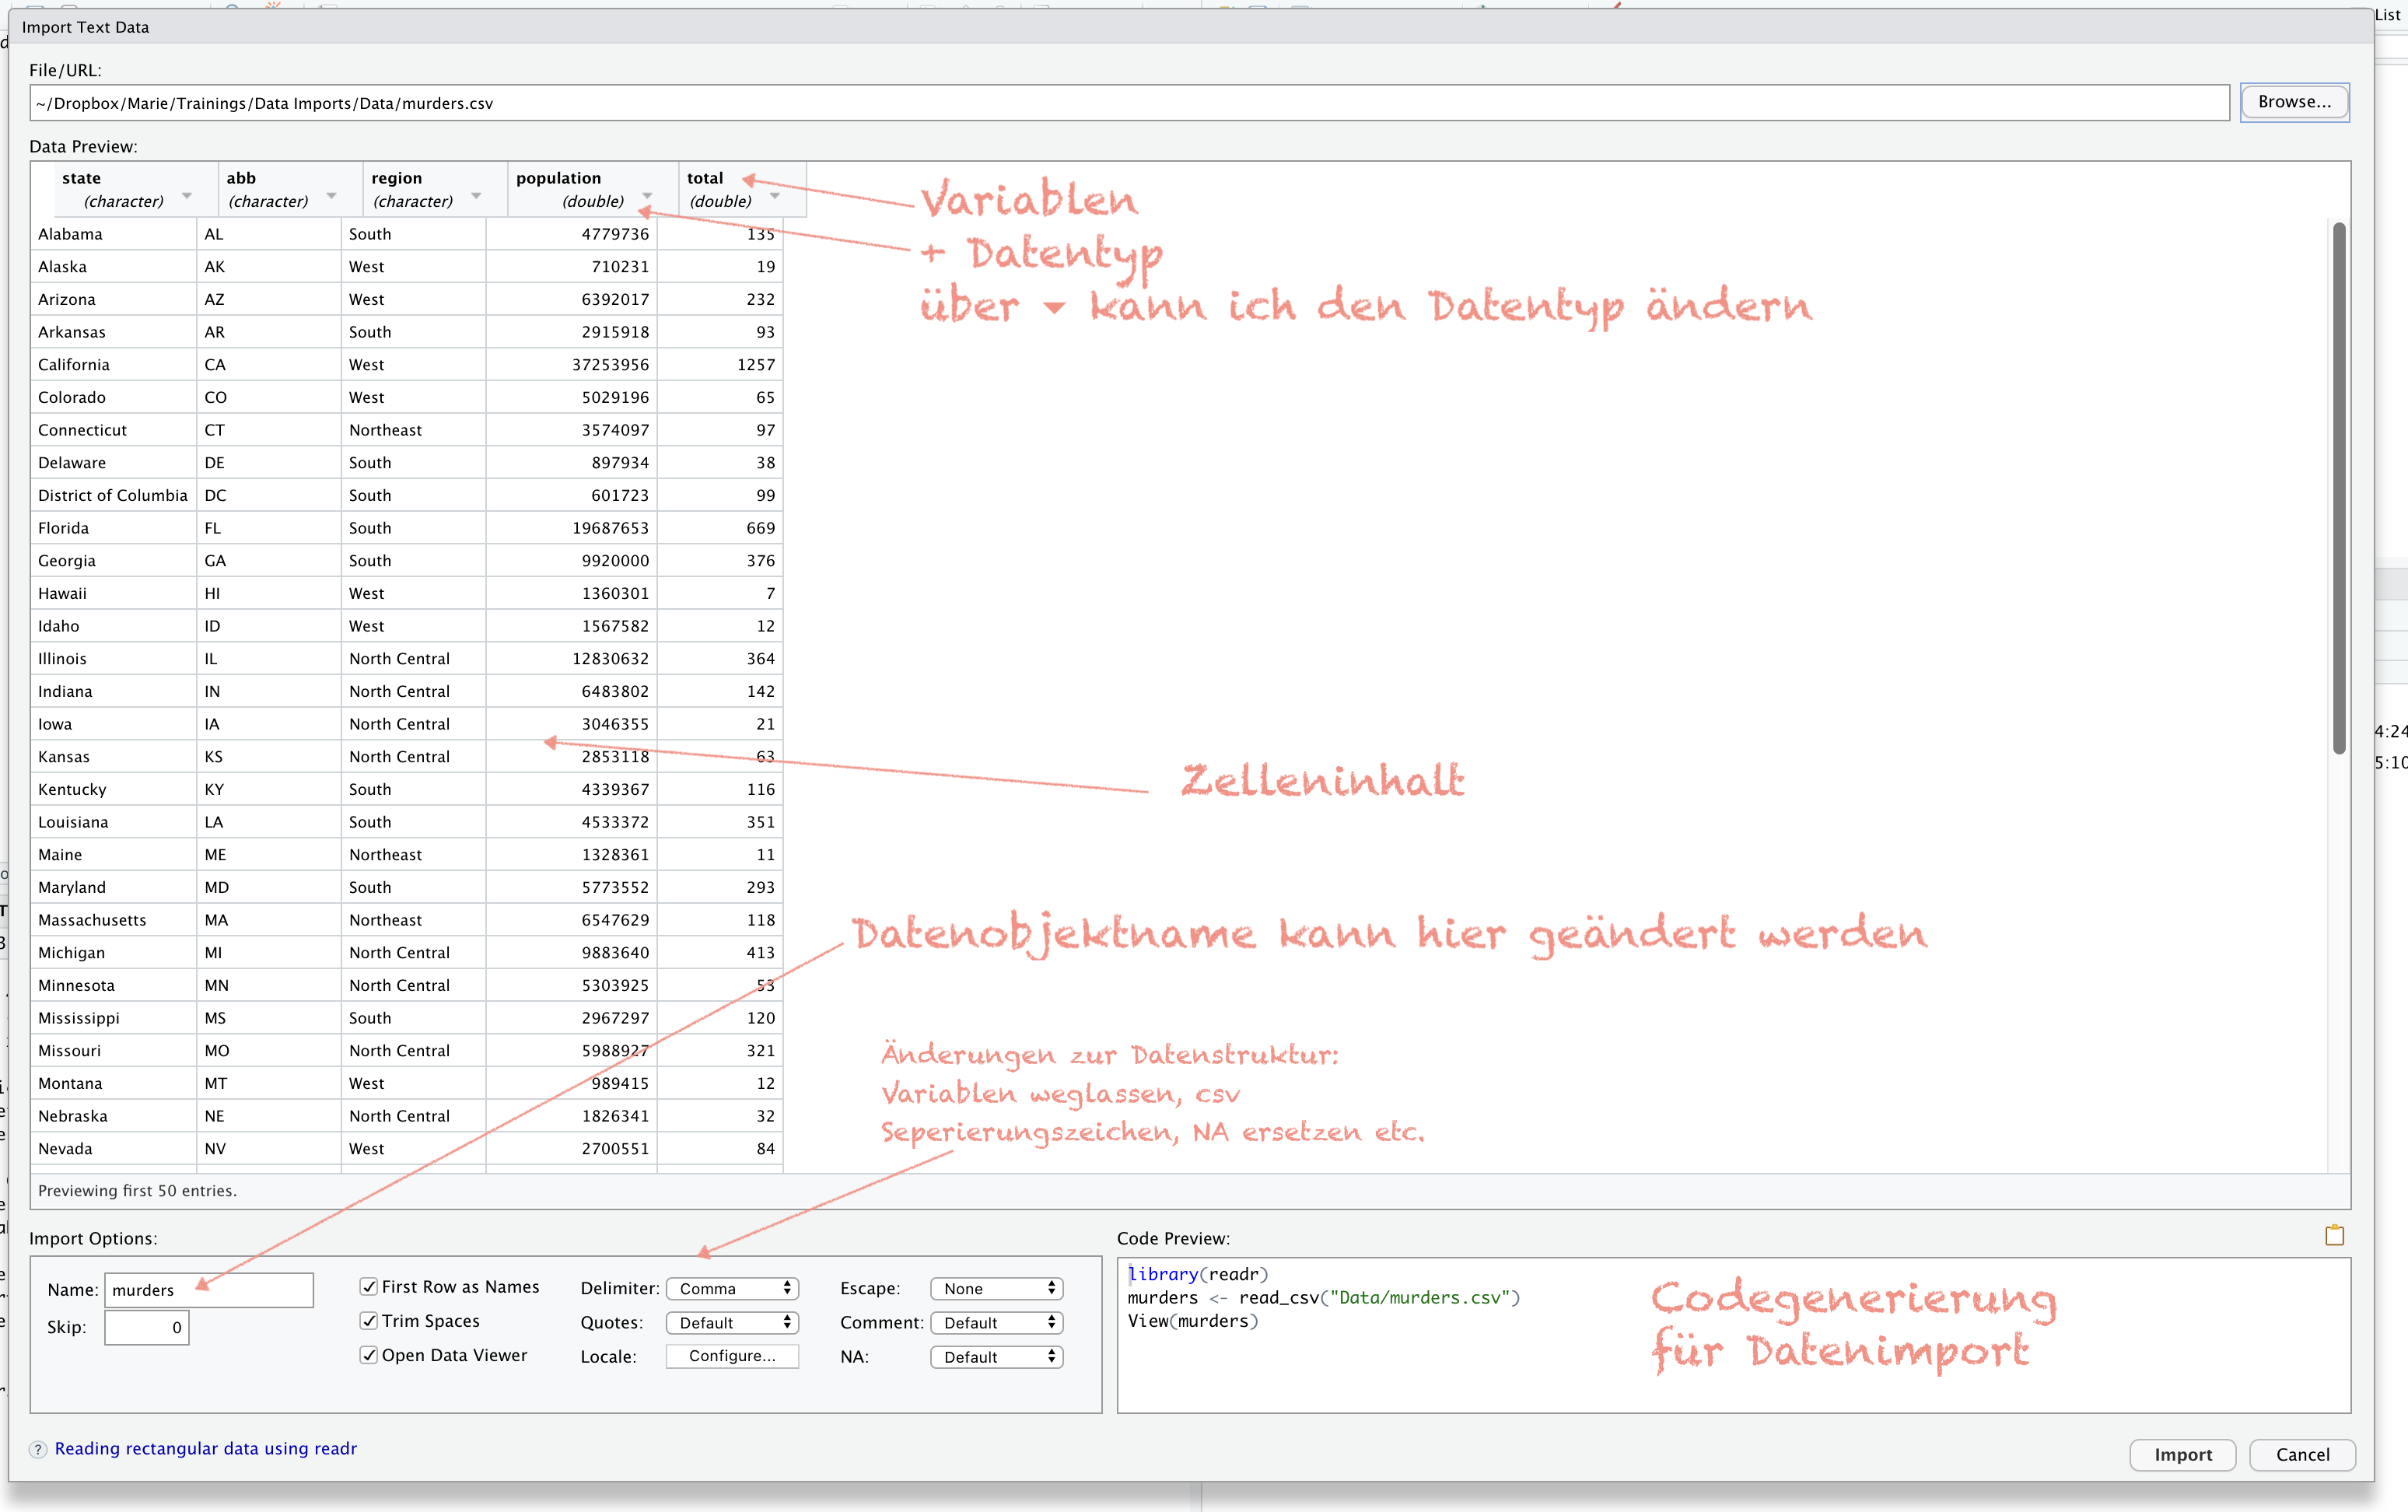 List
Import Text Data
File/URL:
~/Dropbox/Marie/Trainings/Data Imports/Data/murders.csv
Browse...
Data Preview:
state abb region population total
(character) (character) (character) (double) (double)
Variablen
+ Datentyp
über ▾ kann ich den Datentyp ändern
Alabama AL South 4779736 135
Alaska AK West 710231 19
Arizona AZ West 6392017 232
Arkansas AR South 2915918 93
California CA West 37253956 1257
Colorado CO West 5029196 65
Connecticut CT Northeast 3574097 97
Delaware DE South 897934 38
District of Columbia DC South 601723 99
Florida FL South 19687653 669
Georgia GA South 9920000 376
Hawaii HI West 1360301 7
Idaho ID West 1567582 12
Illinois IL North Central 12830632 364
Indiana IN North Central 6483802 142
Iowa IA North Central 3046355 21
Kansas KS North Central 2853118 63
Kentucky KY South 4339367 116
Louisiana LA South 4533372 351
Maine ME Northeast 1328361 11
Maryland MD South 5773552 293
Massachusetts MA Northeast 6547629 118
Michigan MI North Central 9883640 413
Minnesota MN North Central 5303925 53
Mississippi MS South 2967297 120
Missouri MO North Central 5988927 321
Montana MT West 989415 12
Nebraska NE North Central 1826341 32
Nevada NV West 2700551 84
4:24
5:10
Zelleninhalt
Datenobjektname kann hier geändert werden
Änderungen zur Datenstruktur:
Variablen weglassen, csv
Seperierungszeichen, NA ersetzen etc.
Previewing first 50 entries.
Import Options:
Name: murders
Skip: 0
First Row as Names
Trim Spaces
Open Data Viewer
Delimiter: Comma
Quotes: Default
Locale: Configure...
Escape: None
Comment: Default
NA: Default
Code Preview:
library(readr)
murders <- read_csv("Data/murders.csv")
View(murders)
Codegenerierung
für Datenimport
? Reading rectangular data using readr
Import Cancel